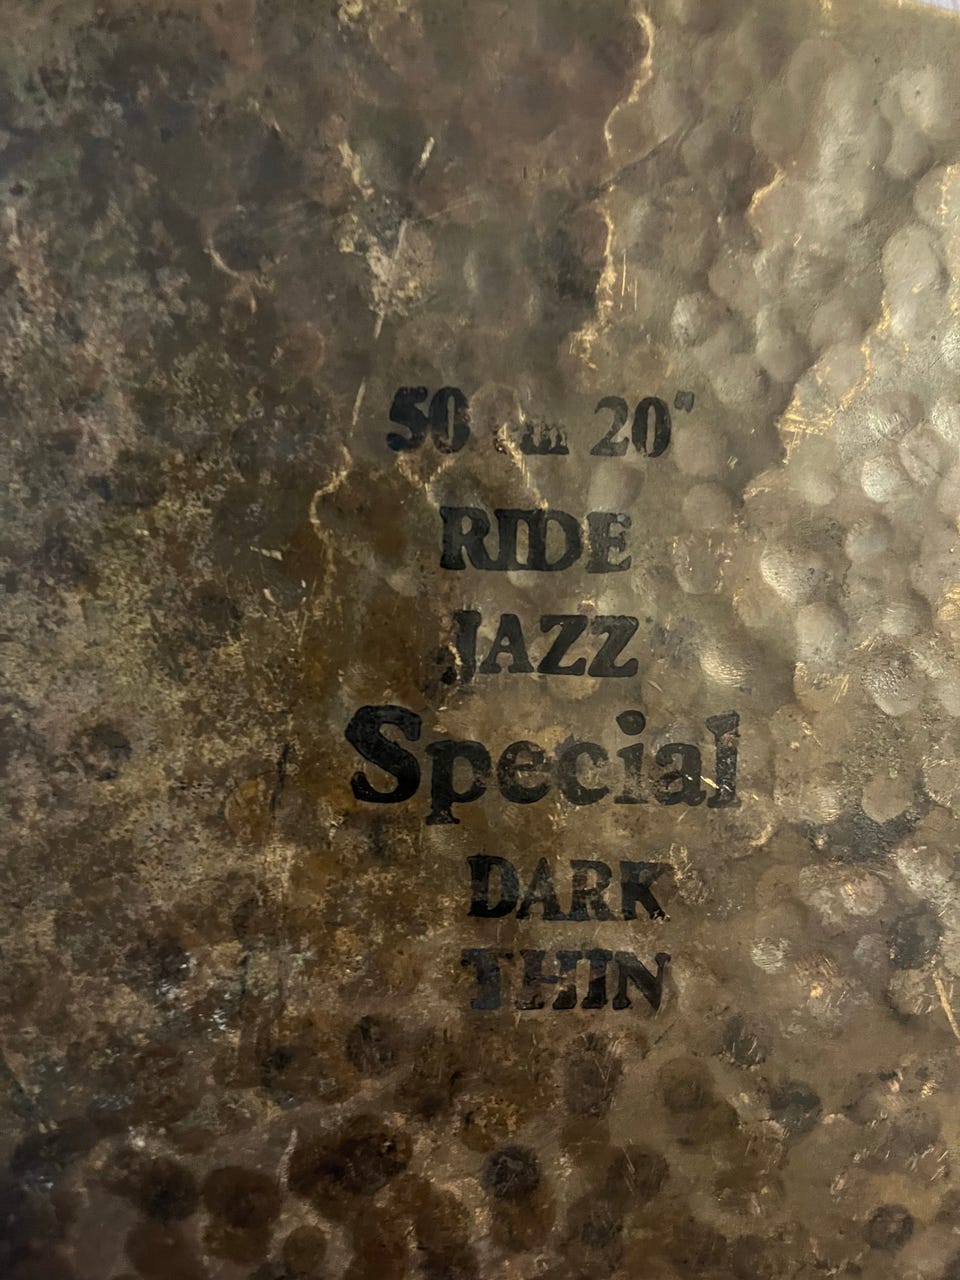 50 cm 20"
RIDE
JAZZ
Special
DARK
THIN